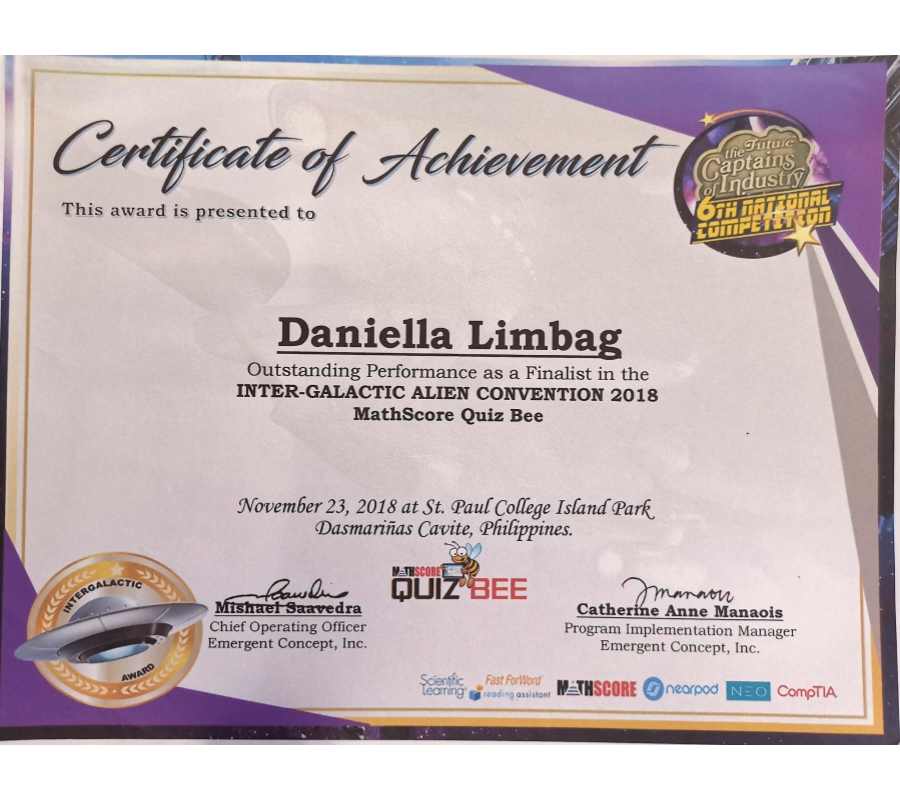 Certificate of Achievement
This award is presented to
the Future
Captains
of Industry
6TH NATIONAL
COMPETITION
Daniella Limbag
Outstanding Performance as a Finalist in the
INTER-GALACTIC ALIEN CONVENTION 2018
MathScore Quiz Bee
November 23, 2018 at St. Paul College Island Park
Dasmariñas Cavite, Philippines.
INTERGALACTIC
AWARD
Mishael Saavedra
Chief Operating Officer
Emergent Concept, Inc.
MATHSCORE
QUIZ BEE
Catherine Anne Manaois
Program Implementation Manager
Emergent Concept, Inc.
Scientific
Learning
Fast ForWord
reading assistant
MATHSCORE
nearpod
NEO
CompTIA